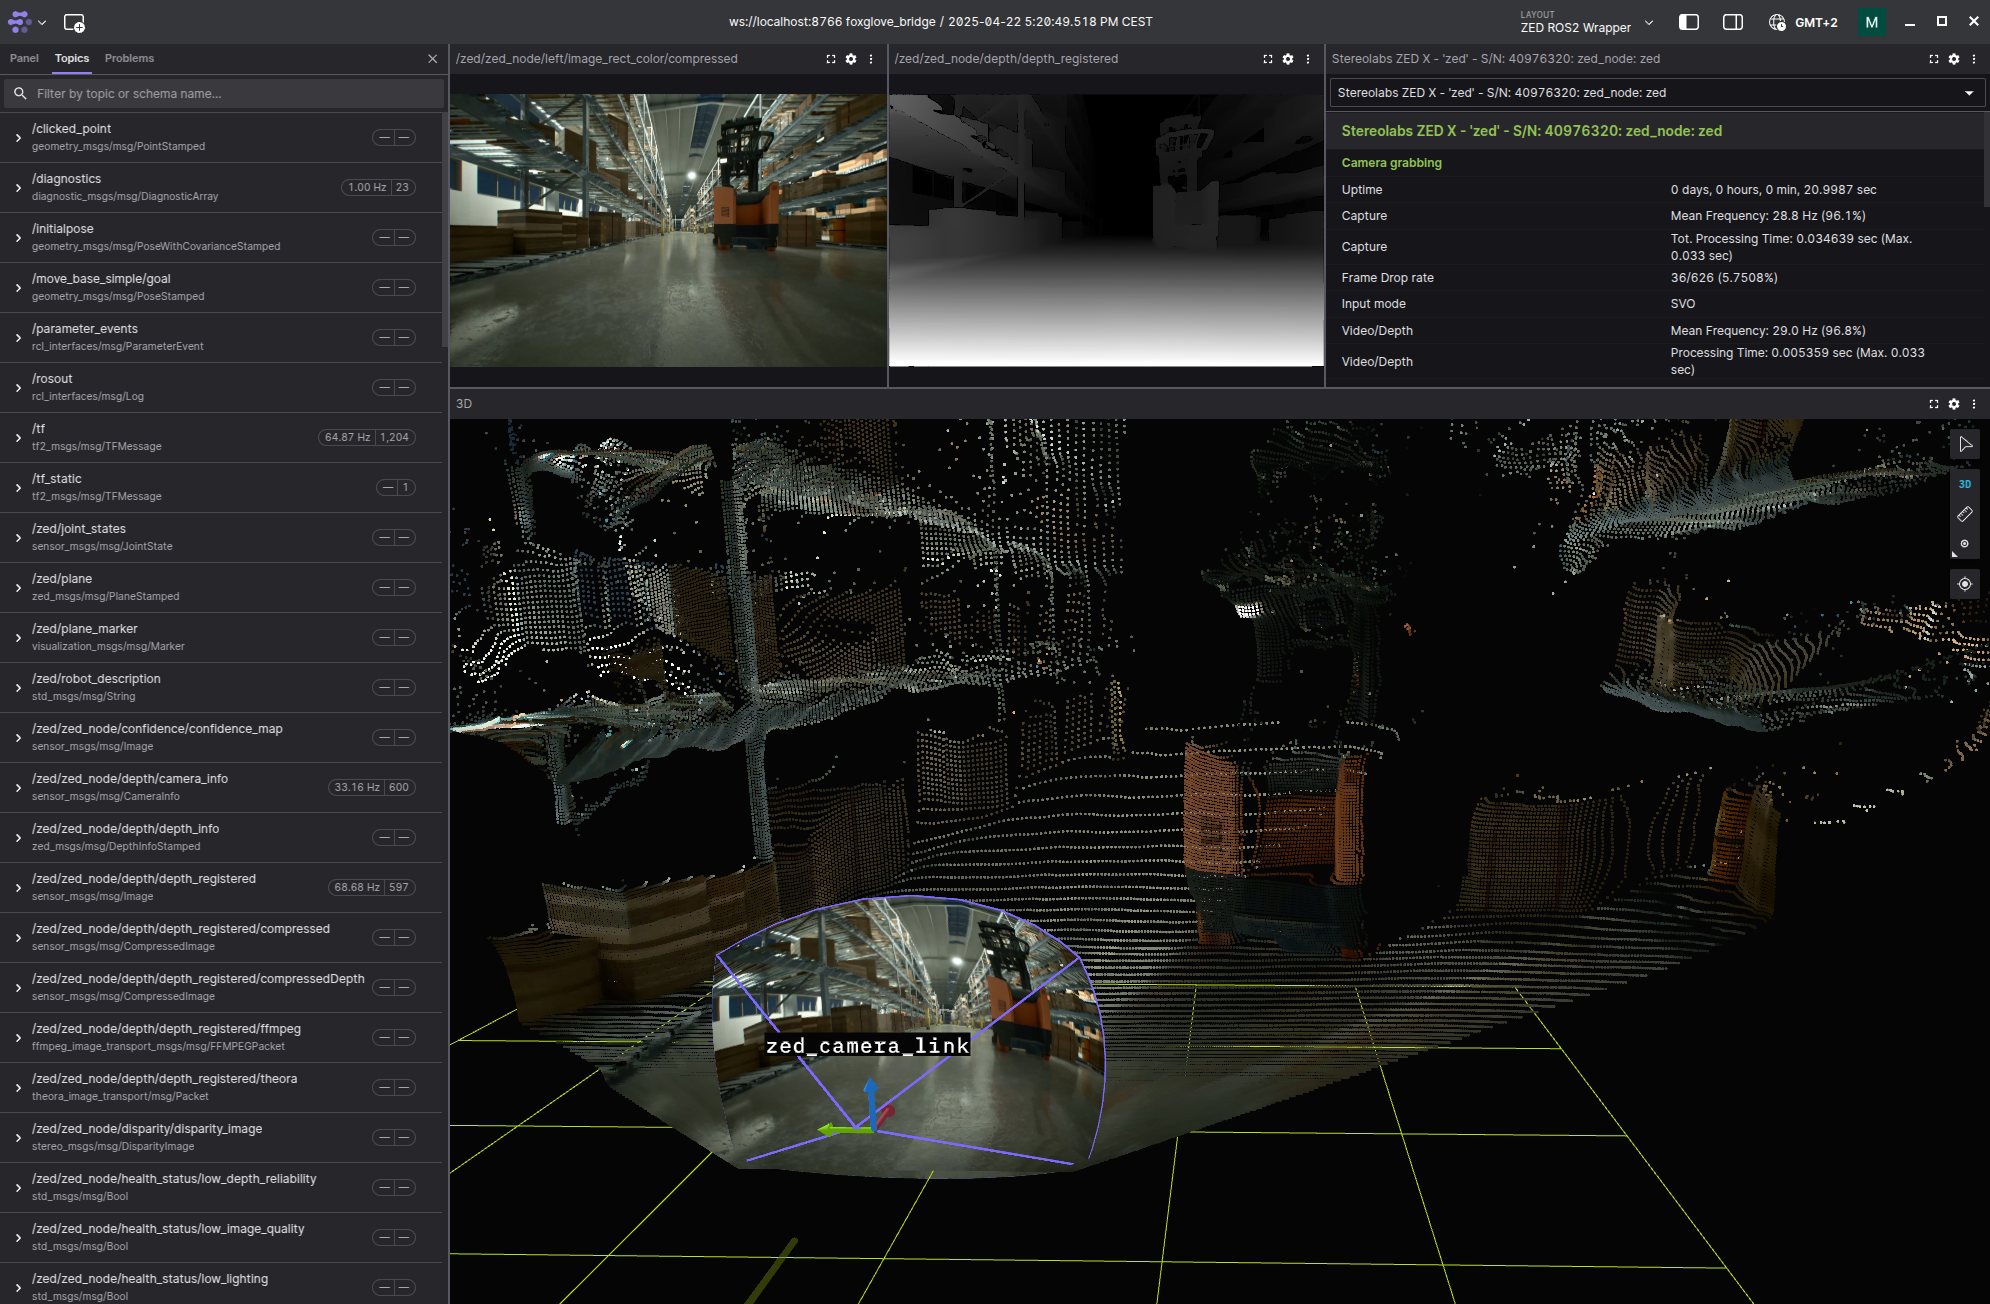 ws://localhost:8766 foxglove_bridge / 2025-04-22 5:20:49.518 PM CEST
LAYOUT
ZED ROS2 Wrapper
GMT+2
M
Panel Topics Problems
Filter by topic or schema name...
/clicked_point
geometry_msgs/msg/PointStamped
— —
/diagnostics
diagnostic_msgs/msg/DiagnosticArray
1.00 Hz 23
/initialpose
geometry_msgs/msg/PoseWithCovarianceStamped
— —
/move_base_simple/goal
geometry_msgs/msg/PoseStamped
— —
/parameter_events
rcl_interfaces/msg/ParameterEvent
— —
/rosout
rcl_interfaces/msg/Log
— —
/tf
tf2_msgs/msg/TFMessage
64.87 Hz 1,204
/tf_static
tf2_msgs/msg/TFMessage
— 1
/zed/joint_states
sensor_msgs/msg/JointState
— —
/zed/plane
zed_msgs/msg/PlaneStamped
— —
/zed/plane_marker
visualization_msgs/msg/Marker
— —
/zed/robot_description
std_msgs/msg/String
— —
/zed/zed_node/confidence/confidence_map
sensor_msgs/msg/Image
— —
/zed/zed_node/depth/camera_info
sensor_msgs/msg/CameraInfo
33.16 Hz 600
/zed/zed_node/depth/depth_info
zed_msgs/msg/DepthInfoStamped
— —
/zed/zed_node/depth/depth_registered
sensor_msgs/msg/Image
68.68 Hz 597
/zed/zed_node/depth/depth_registered/compressed
sensor_msgs/msg/CompressedImage
— —
/zed/zed_node/depth/depth_registered/compressedDepth
sensor_msgs/msg/CompressedImage
— —
/zed/zed_node/depth/depth_registered/ffmpeg
ffmpeg_image_transport_msgs/msg/FFMPEGPacket
— —
/zed/zed_node/depth/depth_registered/theora
theora_image_transport/msg/Packet
— —
/zed/zed_node/disparity/disparity_image
stereo_msgs/msg/DisparityImage
— —
/zed/zed_node/health_status/low_depth_reliability
std_msgs/msg/Bool
— —
/zed/zed_node/health_status/low_image_quality
std_msgs/msg/Bool
— —
/zed/zed_node/health_status/low_lighting
std_msgs/msg/Bool
— —
/zed/zed_node/left/image_rect_color/compressed
/zed/zed_node/depth/depth_registered
Stereolabs ZED X - 'zed' - S/N: 40976320: zed_node: zed
Stereolabs ZED X - 'zed' - S/N: 40976320: zed_node: zed
Stereolabs ZED X - 'zed' - S/N: 40976320: zed_node: zed
Camera grabbing
Uptime 0 days, 0 hours, 0 min, 20.9987 sec
Capture Mean Frequency: 28.8 Hz (96.1%)
Capture Tot. Processing Time: 0.034639 sec (Max.
0.033 sec)
Frame Drop rate 36/626 (5.7508%)
Input mode SVO
Video/Depth Mean Frequency: 29.0 Hz (96.8%)
Video/Depth Processing Time: 0.005359 sec (Max. 0.033
sec)
3D
3D
zed_camera_link